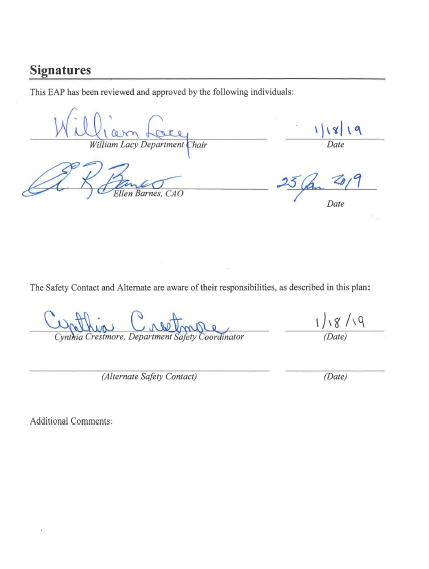 Signatures
This EAP has been reviewed and approved by the following individuals:
William Lacy 1/18/19
William Lacy Department Chair Date
E R Barnes 25 Jan 2019
Ellen Barnes, CAO
Date
The Safety Contact and Alternate are aware of their responsibilities, as described in this plan:
Cynthia Crestmore 1/18/19
Cynthia Crestmore, Department Safety Coordinator (Date)
(Alternate Safety Contact) (Date)
Additional Comments: